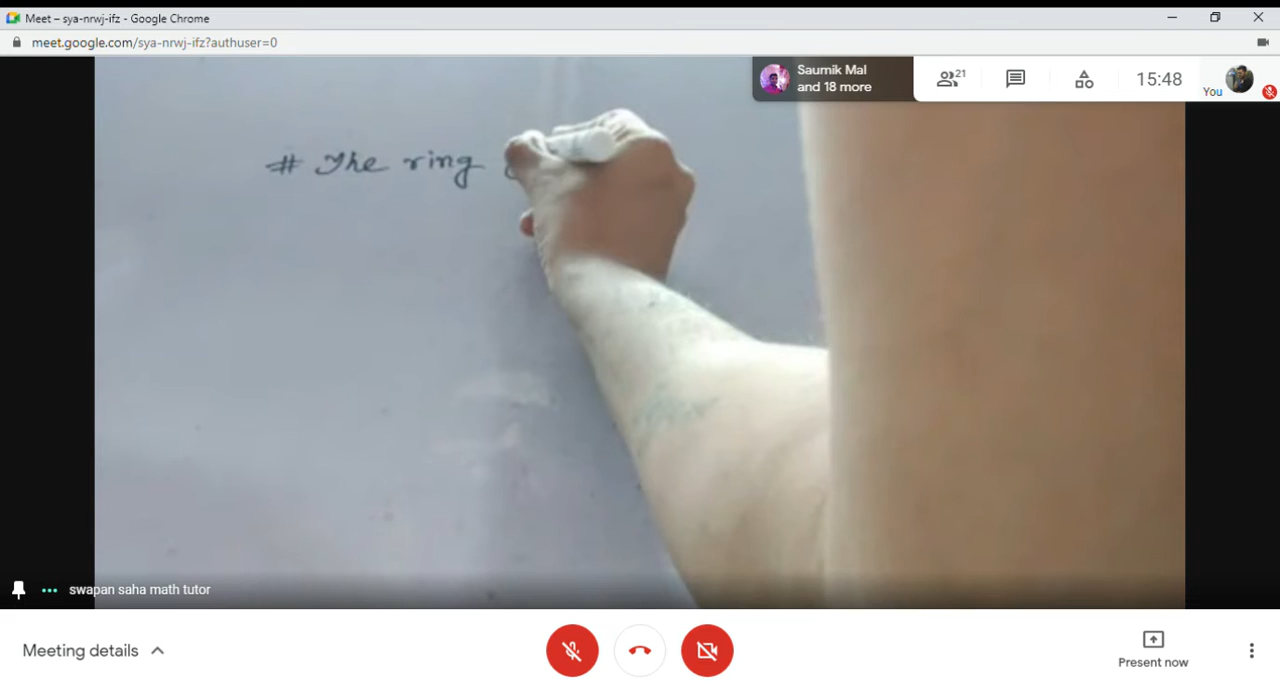 Meet – sya-nrwj-ifz - Google Chrome
meet.google.com/sya-nrwj-ifz?authuser=0
Saumik Mal
and 18 more
21
15:48
You
# The ring
swapan saha math tutor
Meeting details
Present now